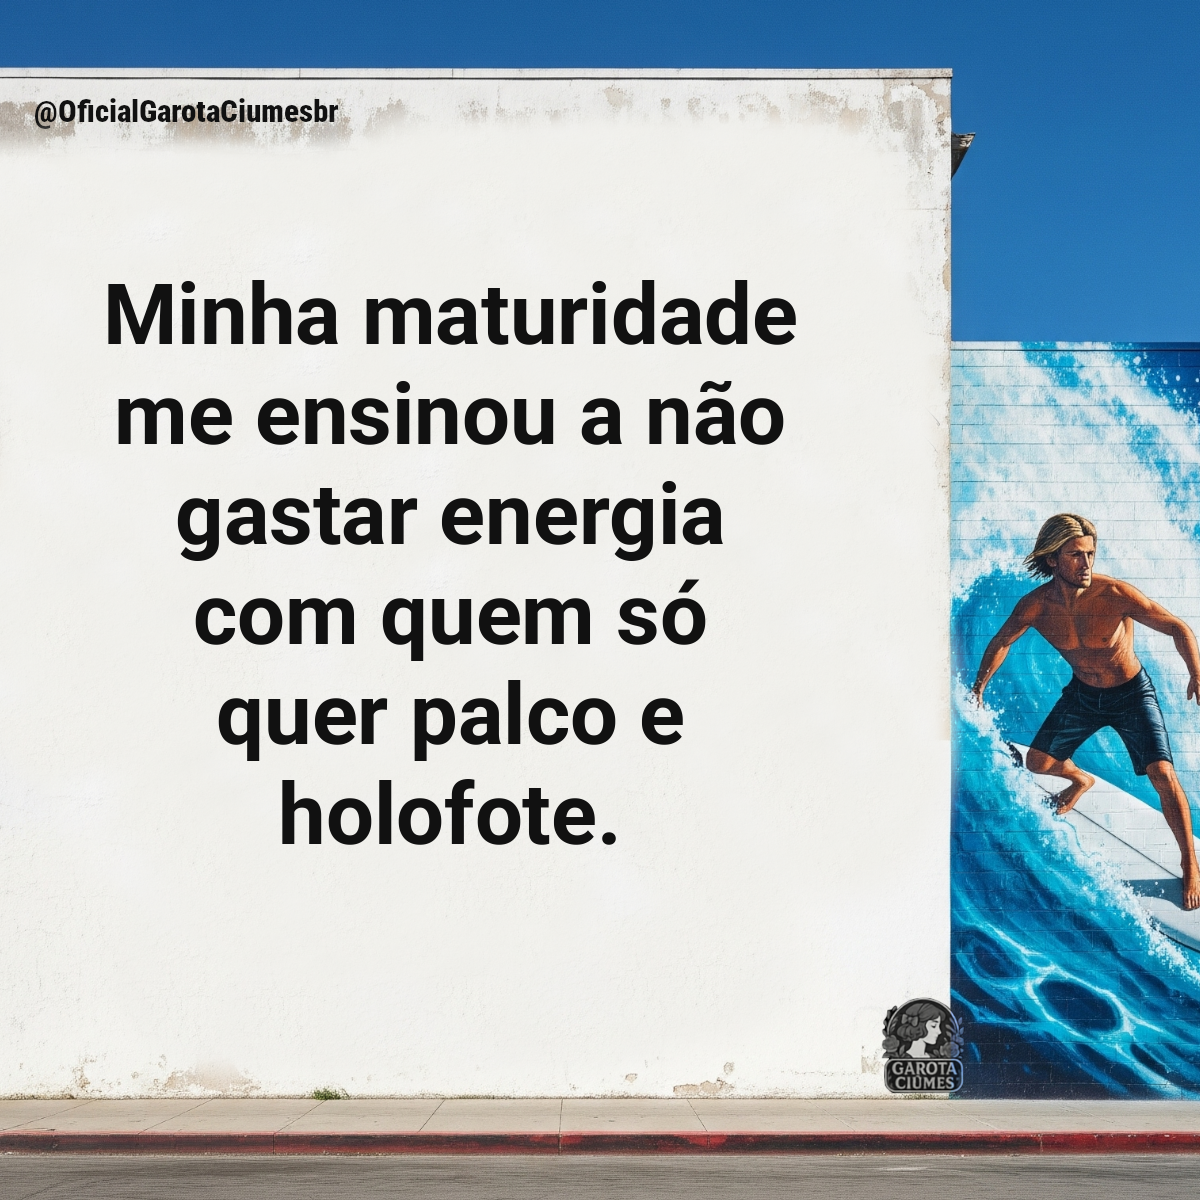 @OficialGarotaCiumesbr
Minha maturidade
me ensinou a não
gastar energia
com quem só
quer palco e
holofote.
GAROTA
CIÚMES